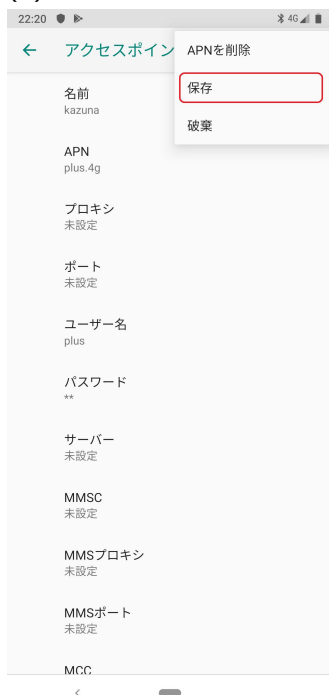 22:20
4G
アクセスポイン
APNを削除
保存
破棄
名前
kazuna
APN
plus.4g
プロキシ
未設定
ポート
未設定
ユーザー名
plus
パスワード
**
サーバー
未設定
MMSC
未設定
MMSプロキシ
未設定
MMSポート
未設定
MCC